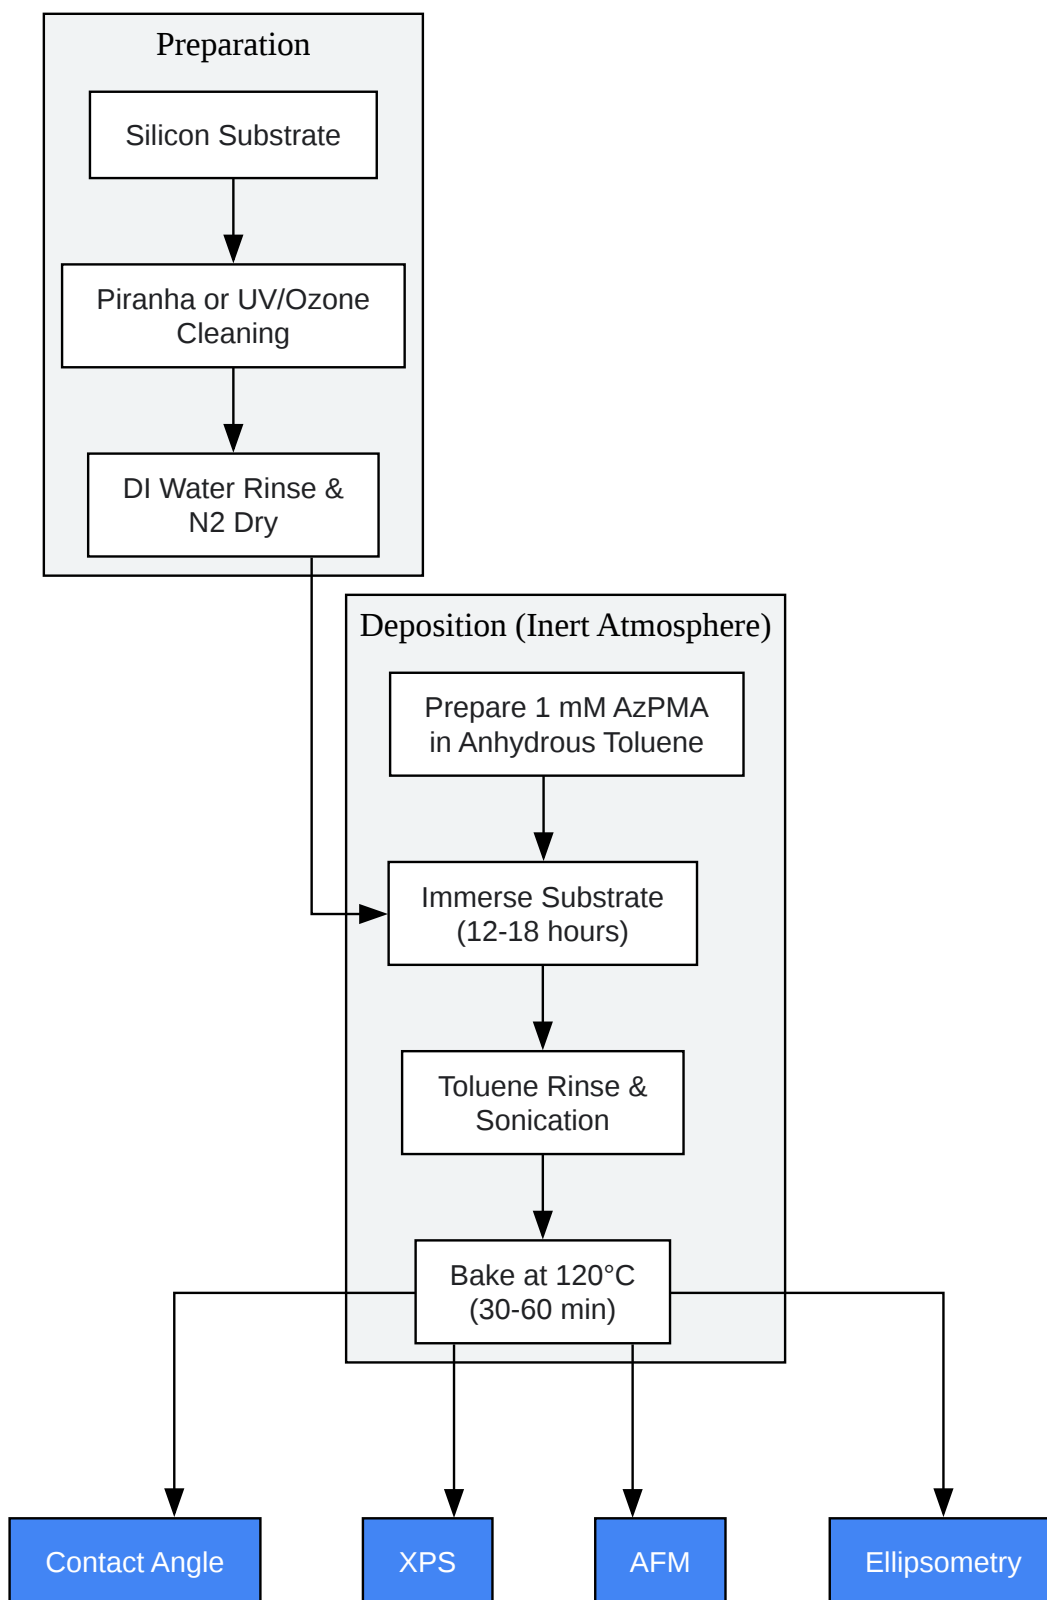 Preparation
Silicon Substrate
Piranha or UV/Ozone
Cleaning
DI Water Rinse &
N2 Dry
Deposition (Inert Atmosphere)
Prepare 1 mM AzPMA
in Anhydrous Toluene
Immerse Substrate
(12-18 hours)
Toluene Rinse &
Sonication
Bake at 120°C
(30-60 min)
Contact Angle
XPS
AFM
Ellipsometry